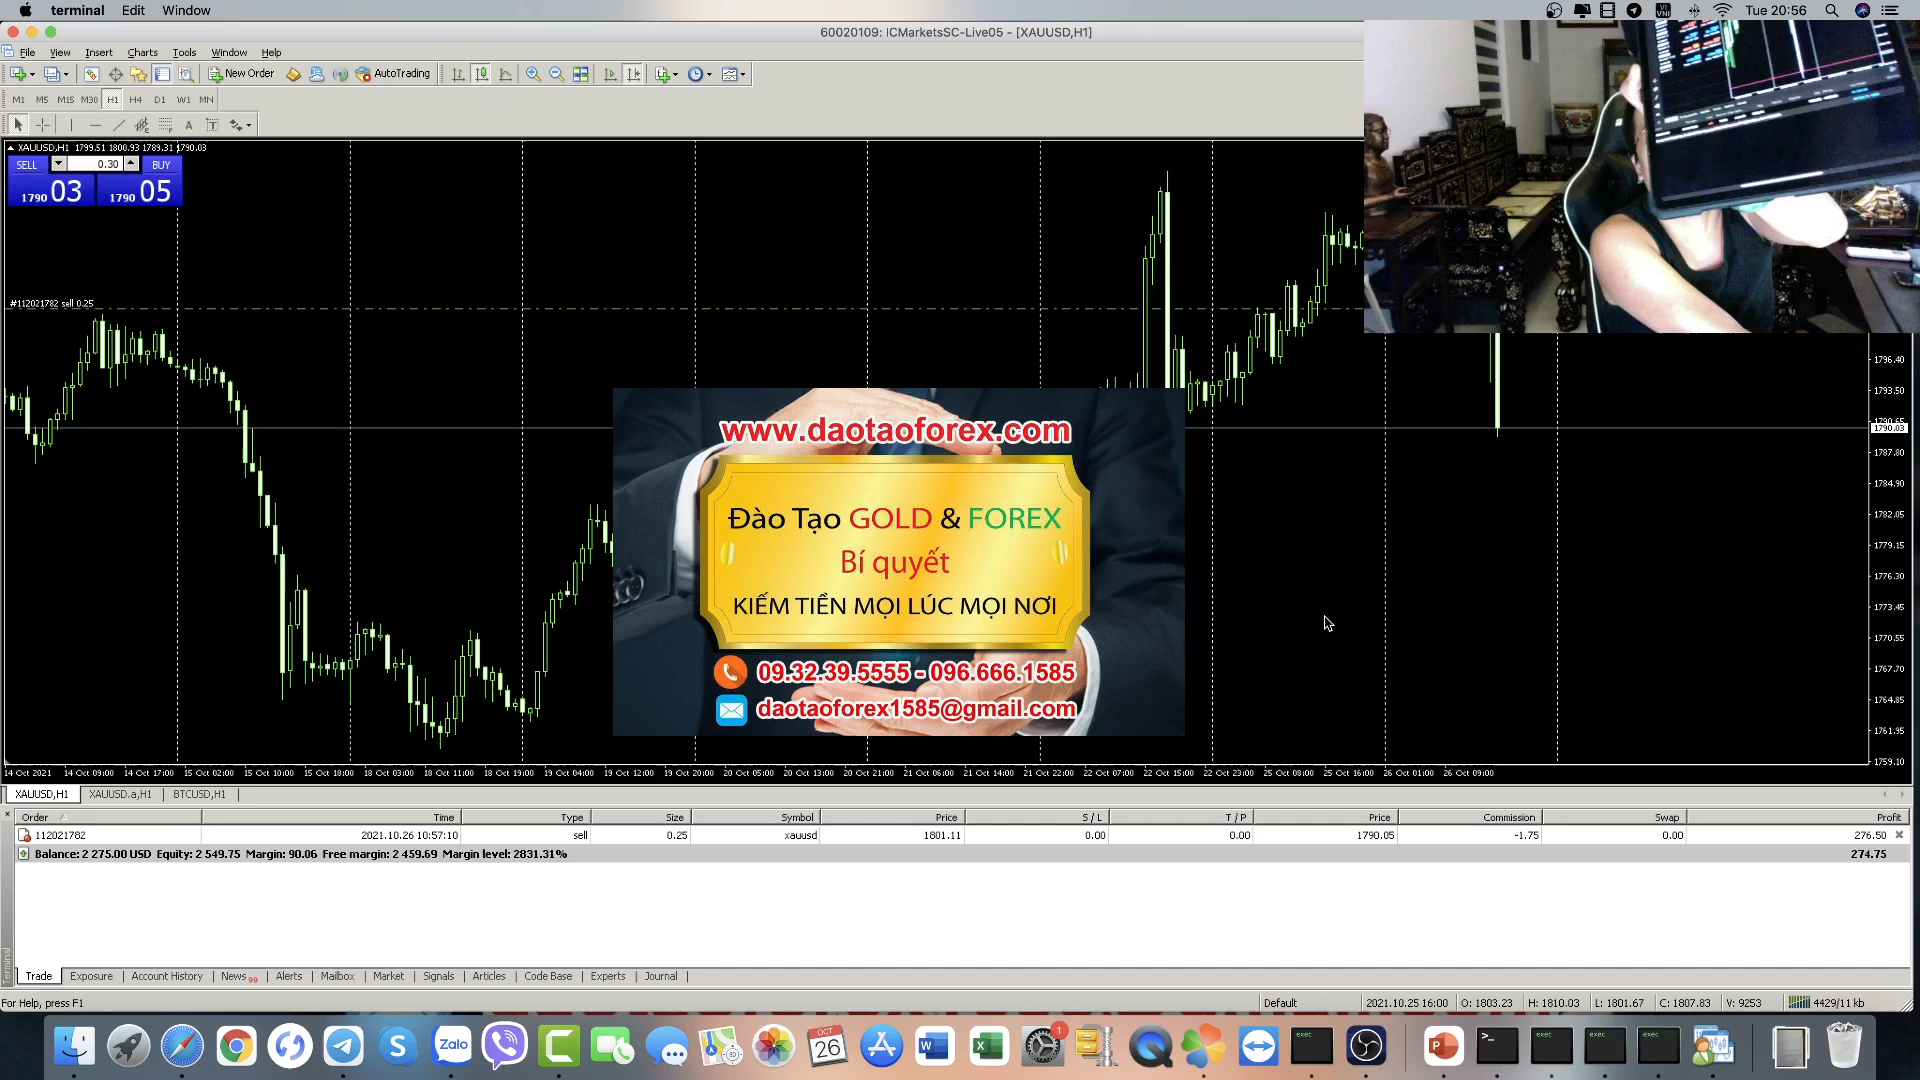 terminal Edit Window
VI VNI Tue 20:56
60020109: ICMarketsSC-Live05 - [XAUUSD,H1]
File View Insert Charts Tools Window Help
New Order AutoTrading
M1 M5 M15 M30 H1 H4 D1 W1 MN
A T
XAUUSD,H1 1799.51 1800.93 1789.31 1790.03
SELL 0.30 BUY
1790 03 1790 05
#112021782 sell 0.25
1796.40
1793.50
1790.03
1787.80
1784.90
1782.05
1779.15
1776.30
1773.45
1770.55
1767.70
1764.85
1761.95
1759.10
www.daotaoforex.com
Đào Tạo GOLD & FOREX
Bí quyết
KIẾM TIỀN MỌI LÚC MỌI NƠI
09.32.39.5555 - 096.666.1585
daotaoforex1585@gmail.com
14 Oct 2021 14 Oct 09:00 14 Oct 17:00 15 Oct 02:00 15 Oct 10:00 15 Oct 18:00 18 Oct 03:00 18 Oct 11:00 18 Oct 19:00 19 Oct 04:00 19 Oct 12:00 19 Oct 20:00 20 Oct 05:00 20 Oct 13:00 20 Oct 21:00 21 Oct 06:00 21 Oct 14:00 21 Oct 22:00 22 Oct 07:00 22 Oct 15:00 22 Oct 23:00 25 Oct 08:00 25 Oct 16:00 26 Oct 01:00 26 Oct 09:00
XAUUSD,H1 XAUUSD.a,H1 BTCUSD,H1
Order Time Type Size Symbol Price S / L T / P Price Commission Swap Profit
112021782 2021.10.26 10:57:10 sell 0.25 xauusd 1801.11 0.00 0.00 1790.05 -1.75 0.00 276.50
Balance: 2 275.00 USD Equity: 2 549.75 Margin: 90.06 Free margin: 2 459.69 Margin level: 2831.31% 274.75
Terminal
Trade Exposure Account History News 99 Alerts Mailbox Market Signals Articles Code Base Experts Journal
For Help, press F1 Default 2021.10.25 16:00 O: 1803.23 H: 1810.03 L: 1801.67 C: 1807.83 V: 9253 4429/11 kb
Zalo OCT 26 W X 1 exec P exec exec exec